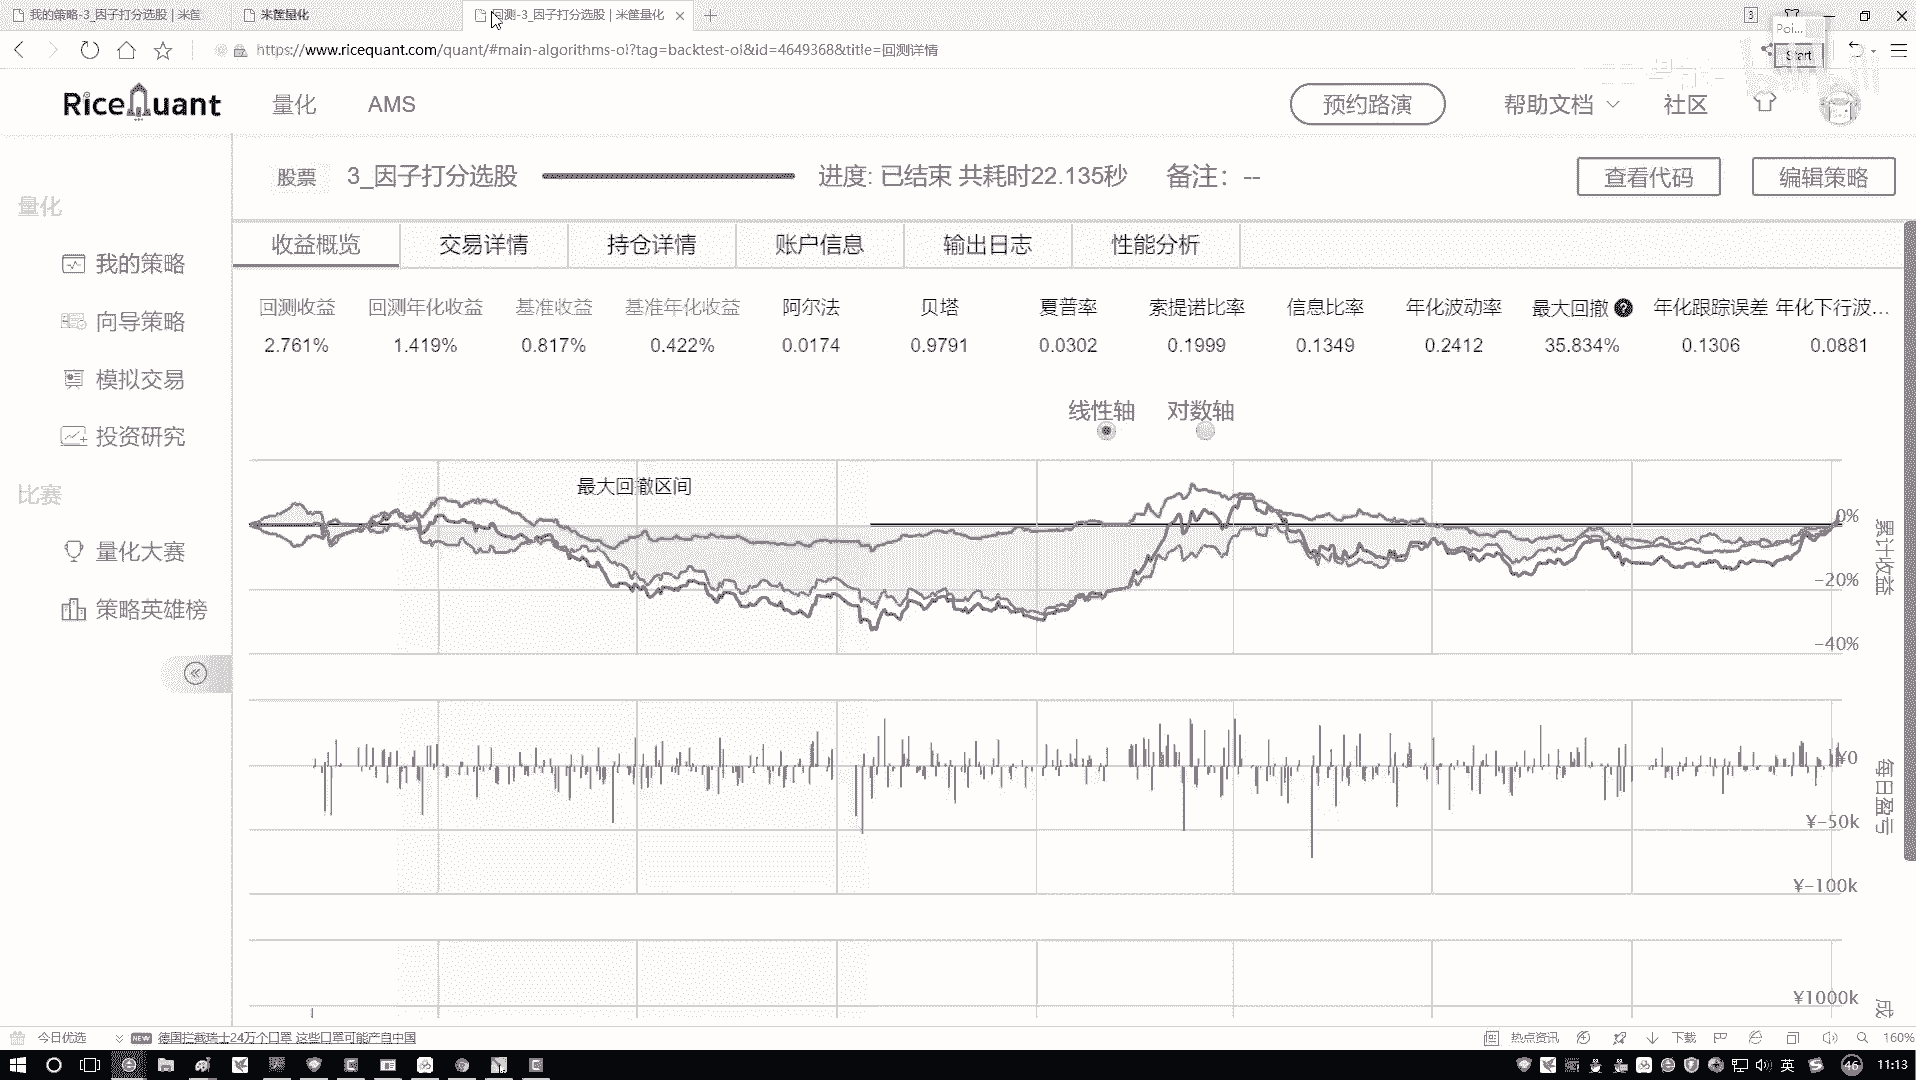 我的策略-3_因子打分选股 | 米筐
米筐量化
回测-3_因子打分选股 | 米筐量化
3
Poi...
Start
https://www.ricequant.com/quant/#main-algorithms-ol?tag=backtest-ol&id=4649368&title=回测详情
RiceQuant
量化
AMS
预约路演
帮助文档
社区
股票
3_因子打分选股
进度: 已结束 共耗时22.135秒
备注: --
查看代码
编辑策略
量化
我的策略
向导策略
模拟交易
投资研究
比赛
量化大赛
策略英雄榜
收益概览 交易详情 持仓详情 账户信息 输出日志 性能分析
回测收益 回测年化收益 基准收益 基准年化收益 阿尔法 贝塔 夏普率 索提诺比率 信息比率 年化波动率 最大回撤 年化跟踪误差 年化下行波...
2.761% 1.419% 0.817% 0.422% 0.0174 0.9791 0.0302 0.1999 0.1349 0.2412 35.834% 0.1306 0.0881
线性轴 对数轴
最大回撤区间
0%
-20%
-40%
累计收益
¥0
¥-50k
¥-100k
每日盈亏
¥1000k
成
今日优选
NEW
德国拦截瑞士24万个口罩 这些口罩可能产自中国
热点资讯
下载
160%
英
46
11:13